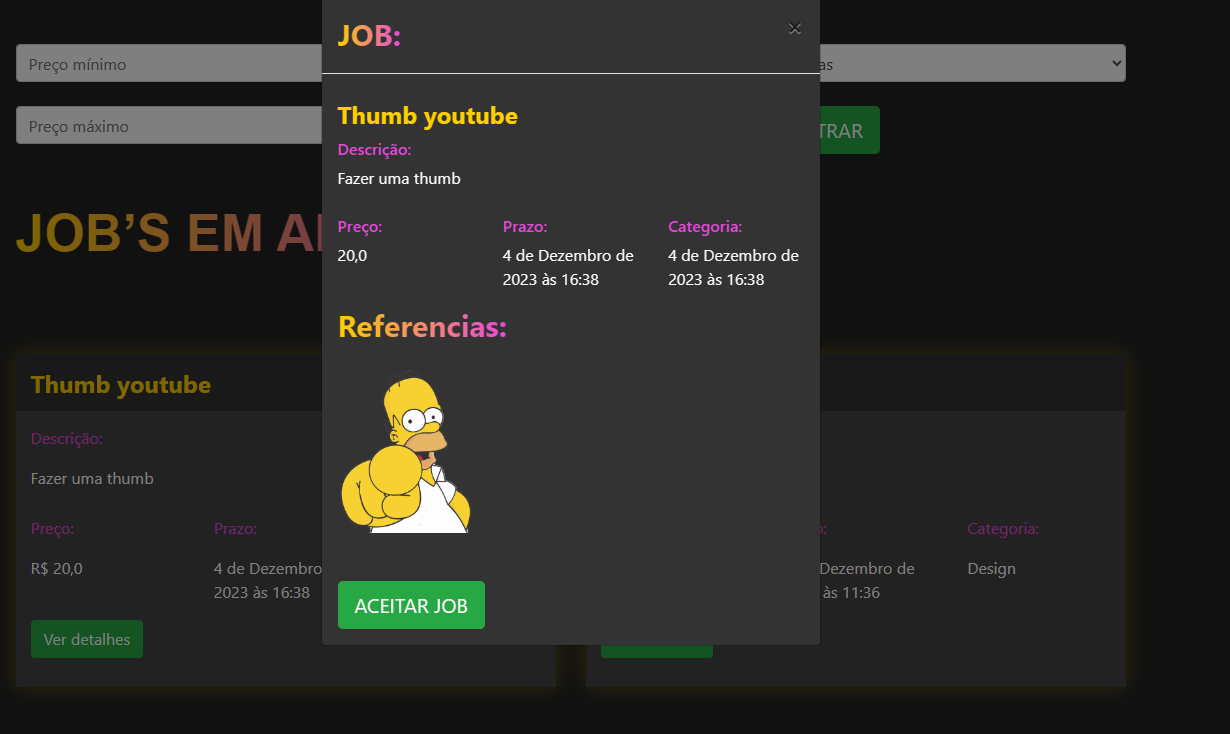 JOB:
×
Preço mínimo
Preço máximo
Thumb youtube
Descrição:
Fazer uma thumb
Preço:
Prazo:
Categoria:
20,0
4 de Dezembro de
2023 às 16:38
4 de Dezembro de
2023 às 16:38
Referencias:
ACEITAR JOB
JOB’S EM
Thumb youtube
Descrição:
Fazer uma thumb
Preço:
Prazo:
R$ 20,0
4 de Dezembro
2023 às 16:38
Ver detalhes
Categoria:
Dezembro de
às 11:36
Design